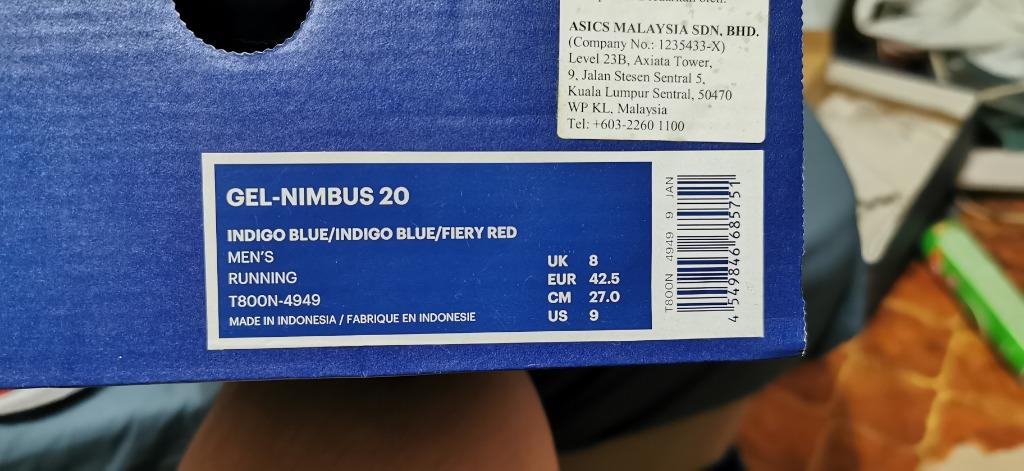 ASICS MALAYSIA SDN. BHD.
(Company No.: 1235433-X)
Level 23B, Axiata Tower,
9, Jalan Stesen Sentral 5,
Kuala Lumpur Sentral, 50470
WP KL, Malaysia
Tel: +603-2260 1100
GEL-NIMBUS 20
INDIGO BLUE/INDIGO BLUE/FIERY RED
MEN'S
RUNNING
T800N-4949
MADE IN INDONESIA / FABRIQUE EN INDONESIE
UK 8
EUR 42.5
CM 27.0
US 9
T800N 4949 9 JAN
4 549846 685751